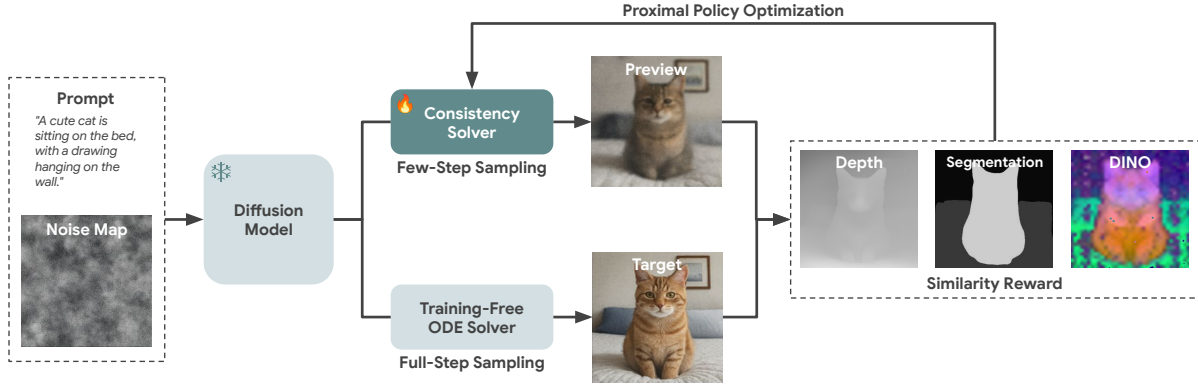 Proximal Policy Optimization
Prompt
"A cute cat is
sitting on the bed,
with a drawing
hanging on the
wall."
Noise Map
Diffusion
Model
Consistency
Solver
Few-Step Sampling
Preview
Training-Free
ODE Solver
Full-Step Sampling
Target
Depth
Segmentation
DINO
Similarity Reward